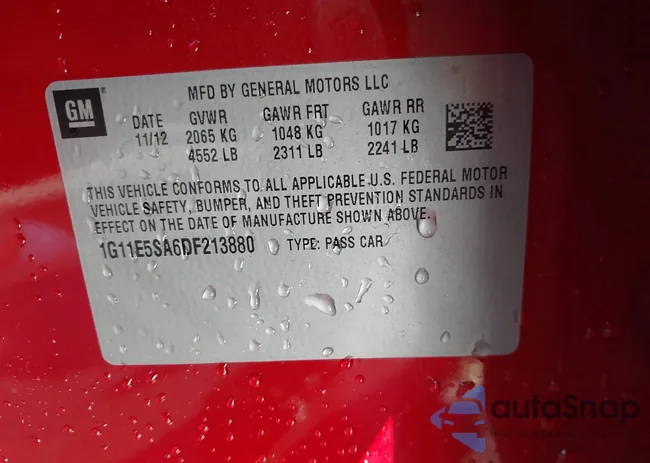 MFD BY GENERAL MOTORS LLC
GM
DATE GVWR GAWR FRT GAWR RR
11/12 2065 KG 1048 KG 1017 KG
4552 LB 2311 LB 2241 LB
THIS VEHICLE CONFORMS TO ALL APPLICABLE U.S. FEDERAL MOTOR
VEHICLE SAFETY, BUMPER, AND THEFT PREVENTION STANDARDS IN
EFFECT ON THE DATE OF MANUFACTURE SHOWN ABOVE.
1G11E5SA6DF213880 TYPE: PASS CAR
autoSnap